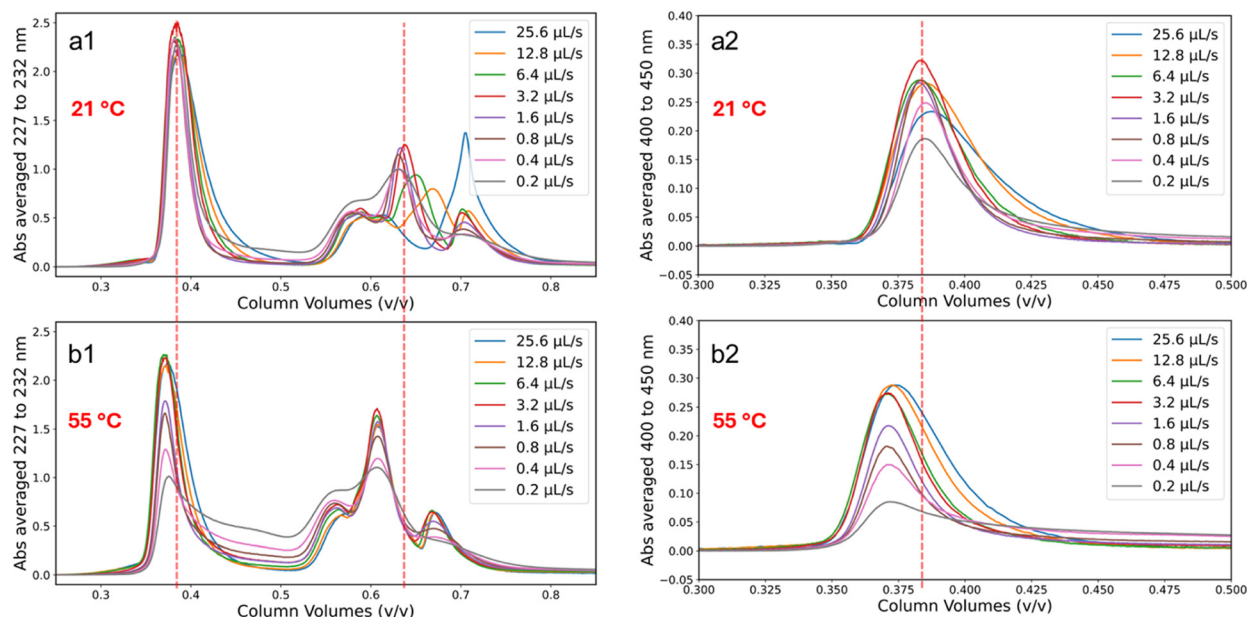 a1
21 °C
Abs averaged 227 to 232 nm
2.5
2.0
1.5
1.0
0.5
0.0
0.3
0.4
0.5
0.6
0.7
0.8
Column Volumes (v/v)
25.6 µL/s
12.8 µL/s
6.4 µL/s
3.2 µL/s
1.6 µL/s
0.8 µL/s
0.4 µL/s
0.2 µL/s
a2
21 °C
Abs averaged 400 to 450 nm
0.40
0.35
0.30
0.25
0.20
0.15
0.10
0.05
0.00
−0.05
0.300
0.325
0.350
0.375
0.400
0.425
0.450
0.475
0.500
Column Volumes (v/v)
25.6 µL/s
12.8 µL/s
6.4 µL/s
3.2 µL/s
1.6 µL/s
0.8 µL/s
0.4 µL/s
0.2 µL/s
b1
55 °C
Abs averaged 227 to 232 nm
2.5
2.0
1.5
1.0
0.5
0.0
0.3
0.4
0.5
0.6
0.7
0.8
Column Volumes (v/v)
25.6 µL/s
12.8 µL/s
6.4 µL/s
3.2 µL/s
1.6 µL/s
0.8 µL/s
0.4 µL/s
0.2 µL/s
b2
55 °C
Abs averaged 400 to 450 nm
0.40
0.35
0.30
0.25
0.20
0.15
0.10
0.05
0.00
−0.05
0.300
0.325
0.350
0.375
0.400
0.425
0.450
0.475
0.500
Column Volumes (v/v)
25.6 µL/s
12.8 µL/s
6.4 µL/s
3.2 µL/s
1.6 µL/s
0.8 µL/s
0.4 µL/s
0.2 µL/s